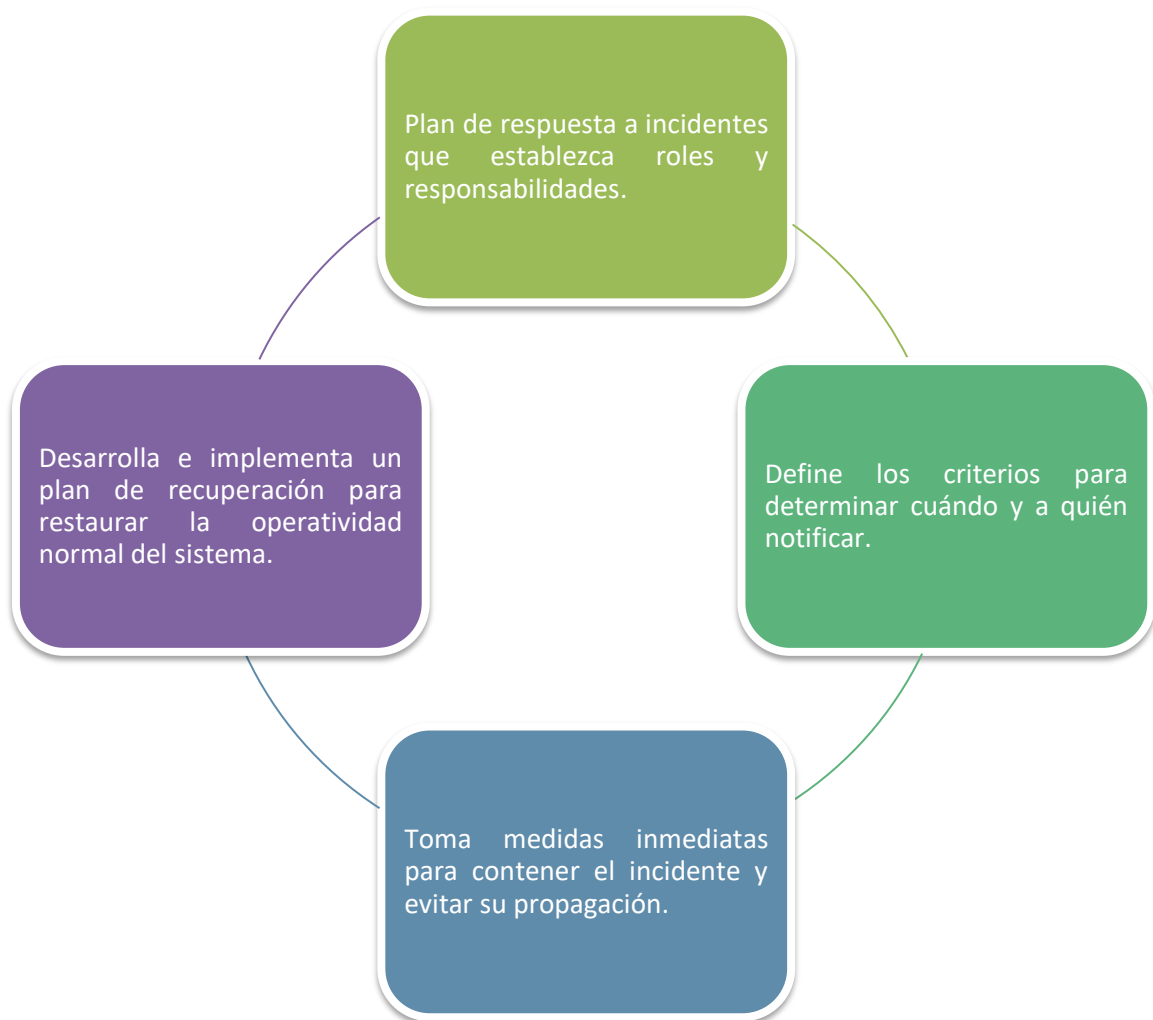 Plan de respuesta a incidentes
que establezca roles y
responsabilidades.
Define los criterios para
determinar cuándo y a quién
notificar.
Toma medidas inmediatas
para contener el incidente y
evitar su propagación.
Desarrolla e implementa un
plan de recuperación para
restaurar la operatividad
normal del sistema.